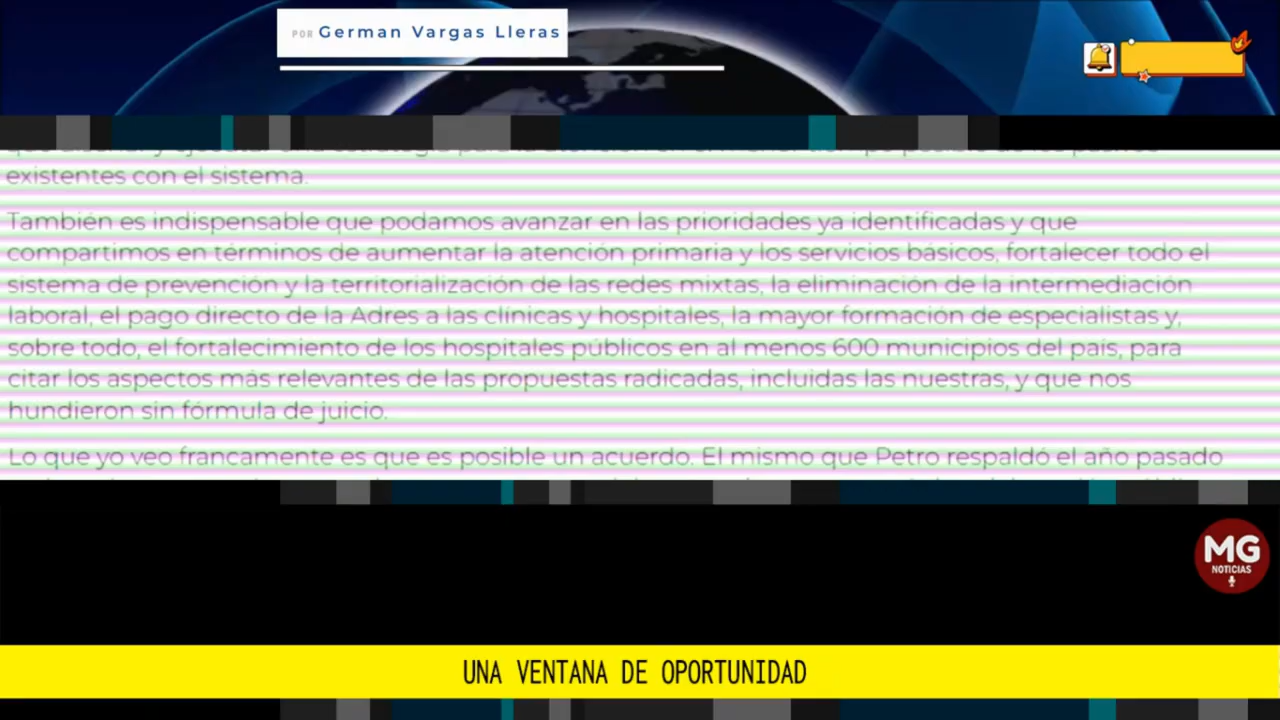 POR German Vargas Lleras
existentes con el sistema.
También es indispensable que podamos avanzar en las prioridades ya identificadas y que
compartimos en términos de aumentar la atención primaria y los servicios básicos, fortalecer todo el
sistema de prevención y la territorialización de las redes mixtas, la eliminación de la intermediación
laboral, el pago directo de la Adres a las clínicas y hospitales, la mayor formación de especialistas y,
sobre todo, el fortalecimiento de los hospitales públicos en al menos 600 municipios del país, para
citar los aspectos más relevantes de las propuestas radicadas, incluidas las nuestras, y que nos
hundieron sin fórmula de juicio.
Lo que yo veo francamente es que es posible un acuerdo. El mismo que Petro respaldó el año pasado
MG
NOTICIAS
UNA VENTANA DE OPORTUNIDAD